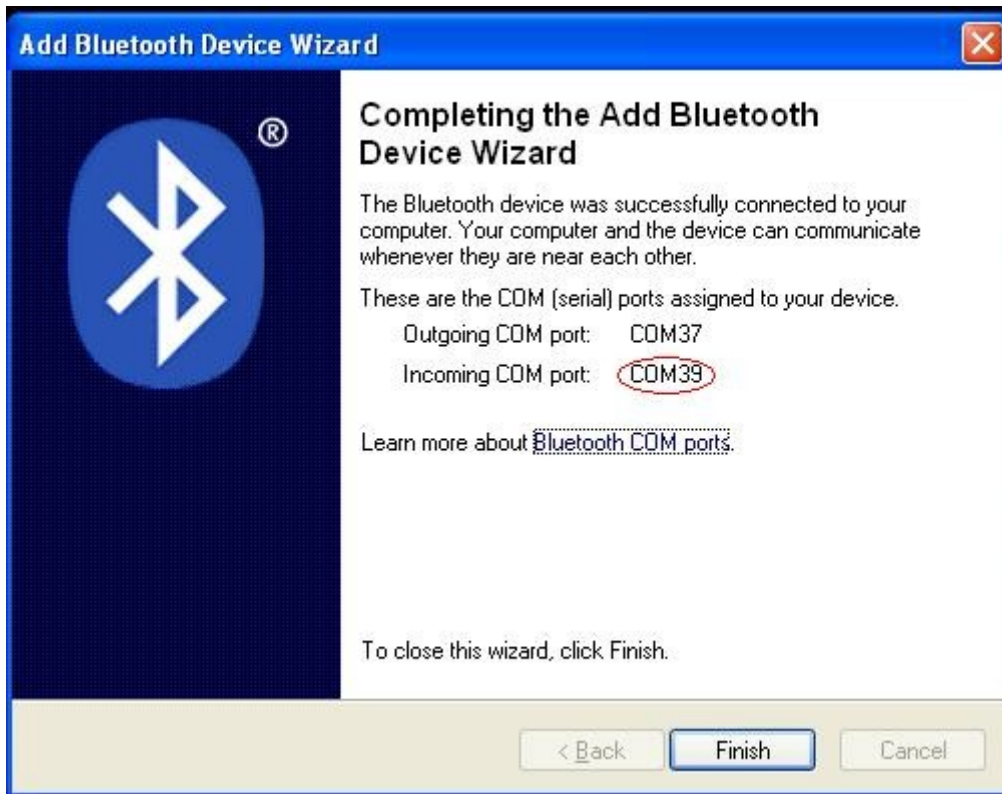 Add Bluetooth Device Wizard
®
Completing the Add Bluetooth
Device Wizard
The Bluetooth device was successfully connected to your
computer. Your computer and the device can communicate
whenever they are near each other.
These are the COM (serial) ports assigned to your device.
Outgoing COM port: COM37
Incoming COM port: COM39
Learn more about Bluetooth COM ports.
To close this wizard, click Finish.
< Back Finish Cancel